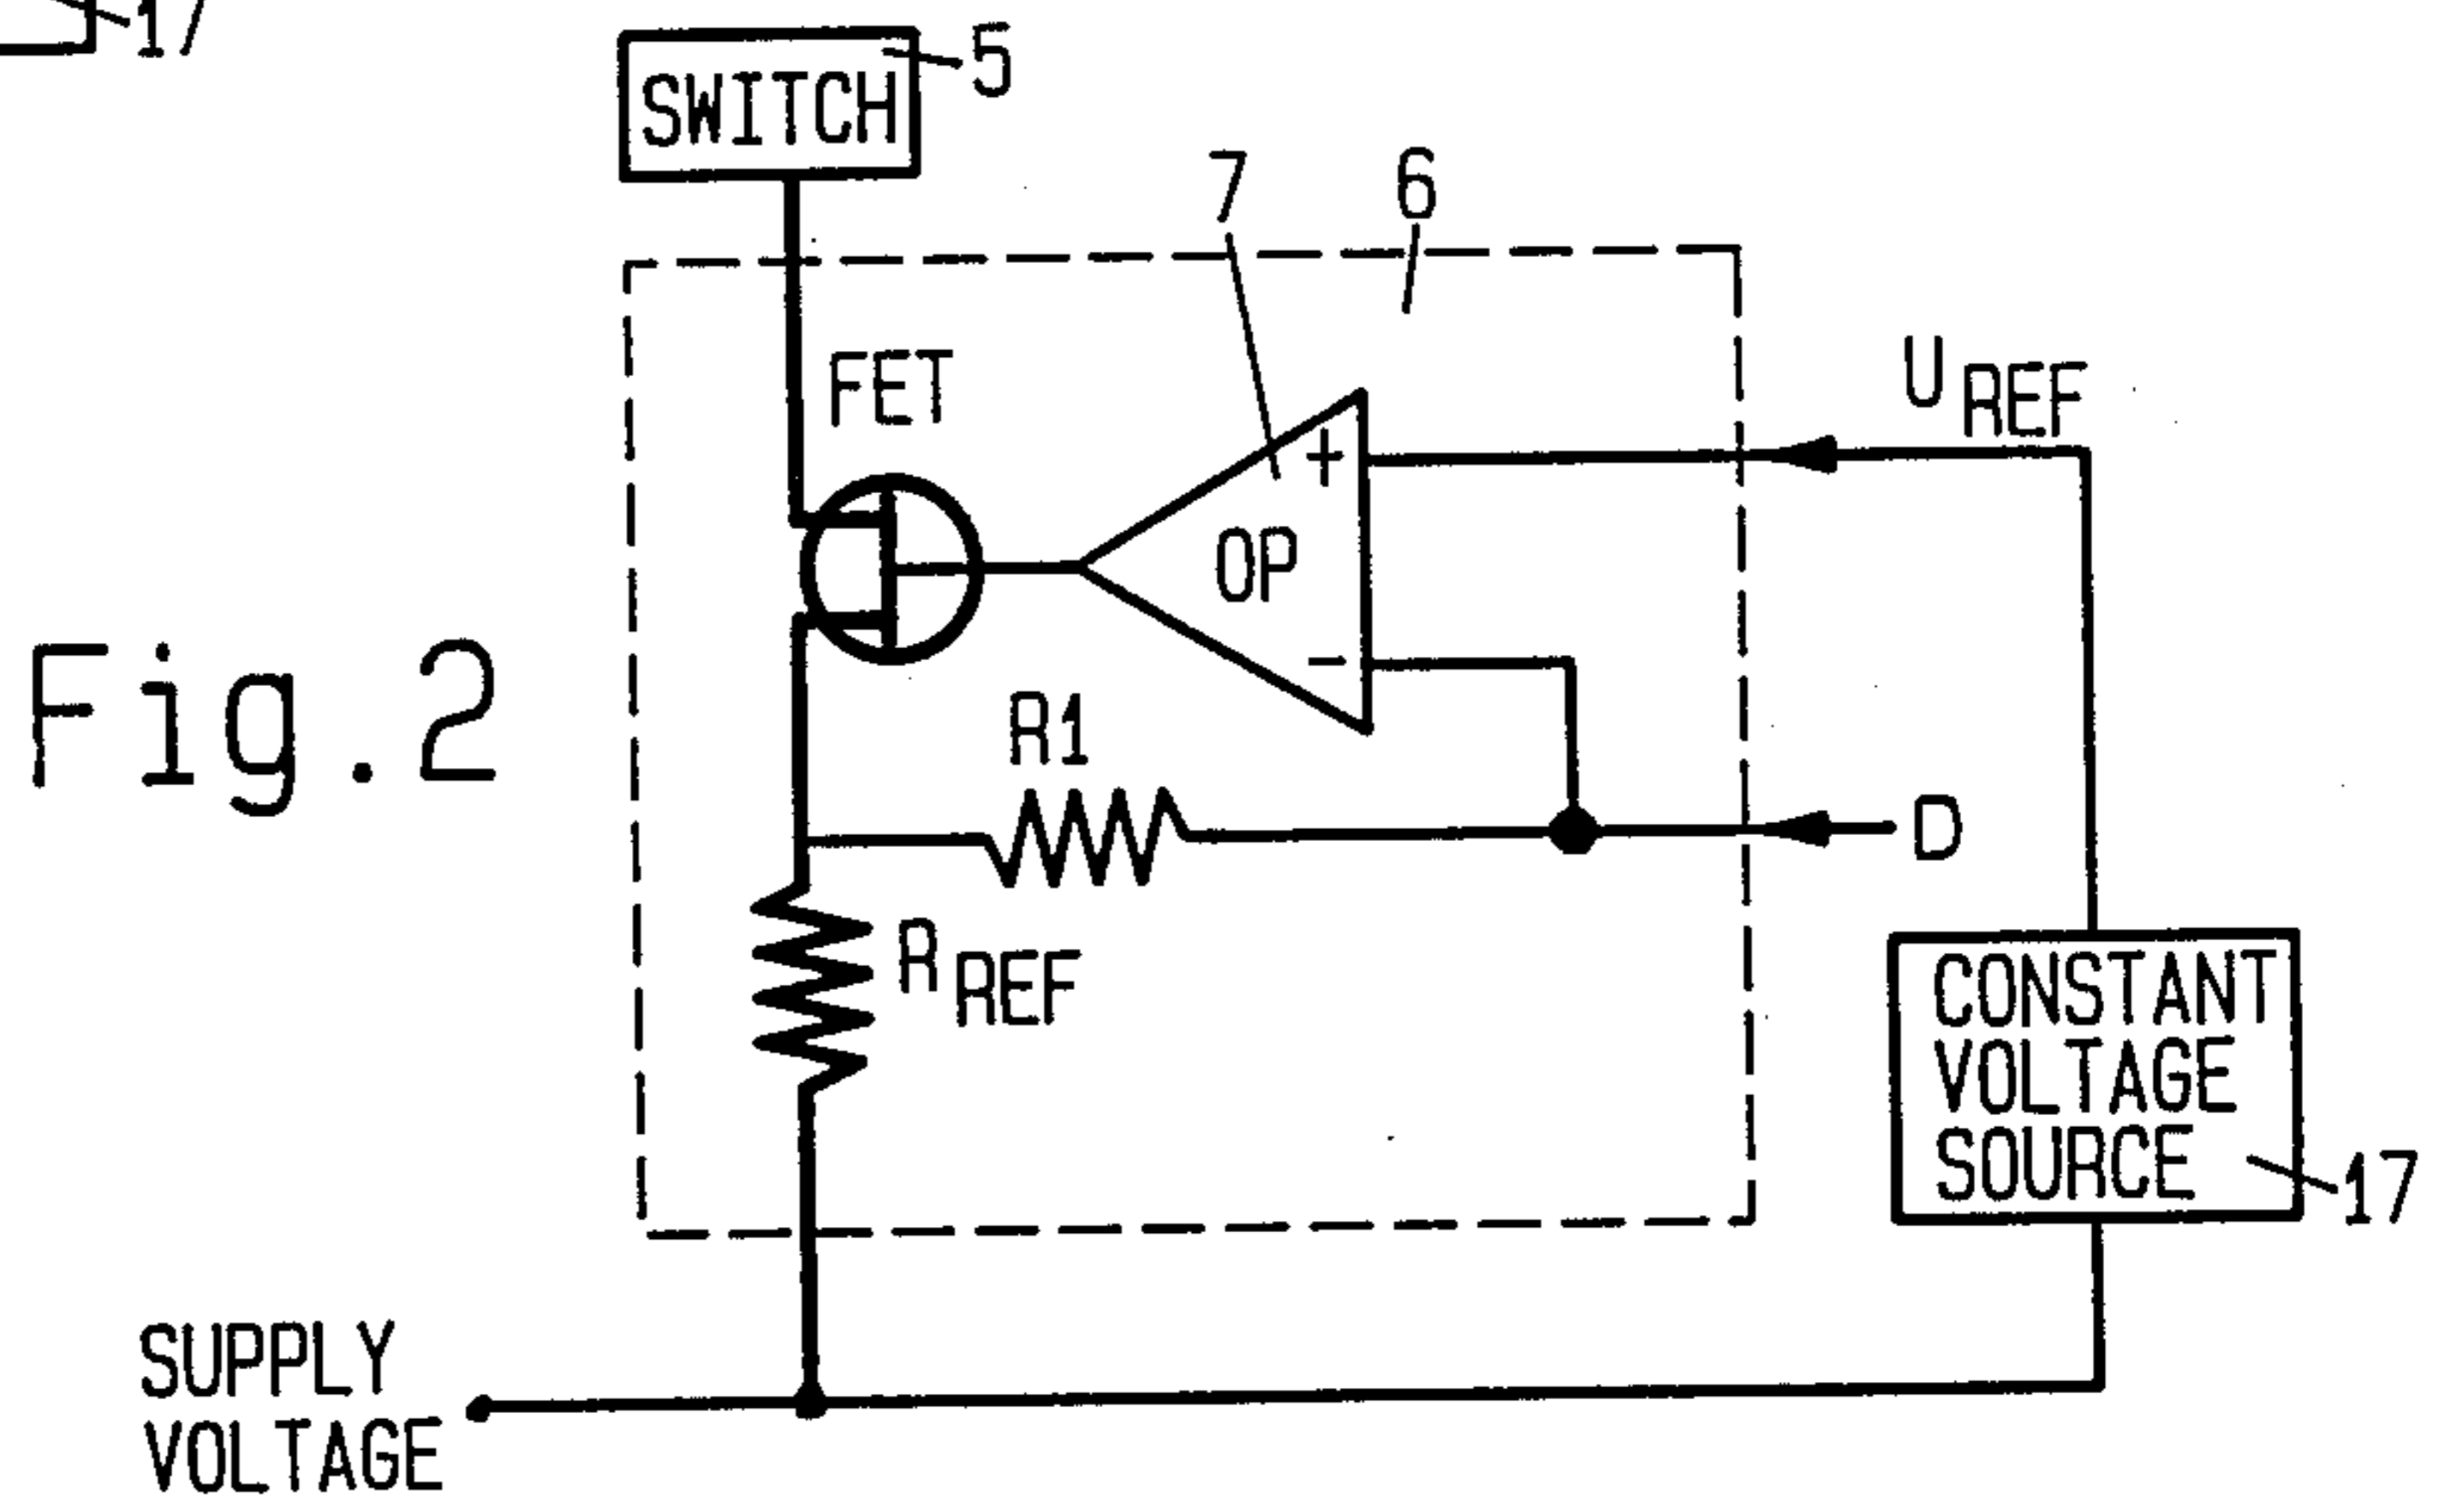 17
5
SWITCH
7
6
FET
U REF
+
OP
-
Fig.2
R1
D
R REF
CONSTANT
VOLTAGE
SOURCE
17
SUPPLY
VOLTAGE